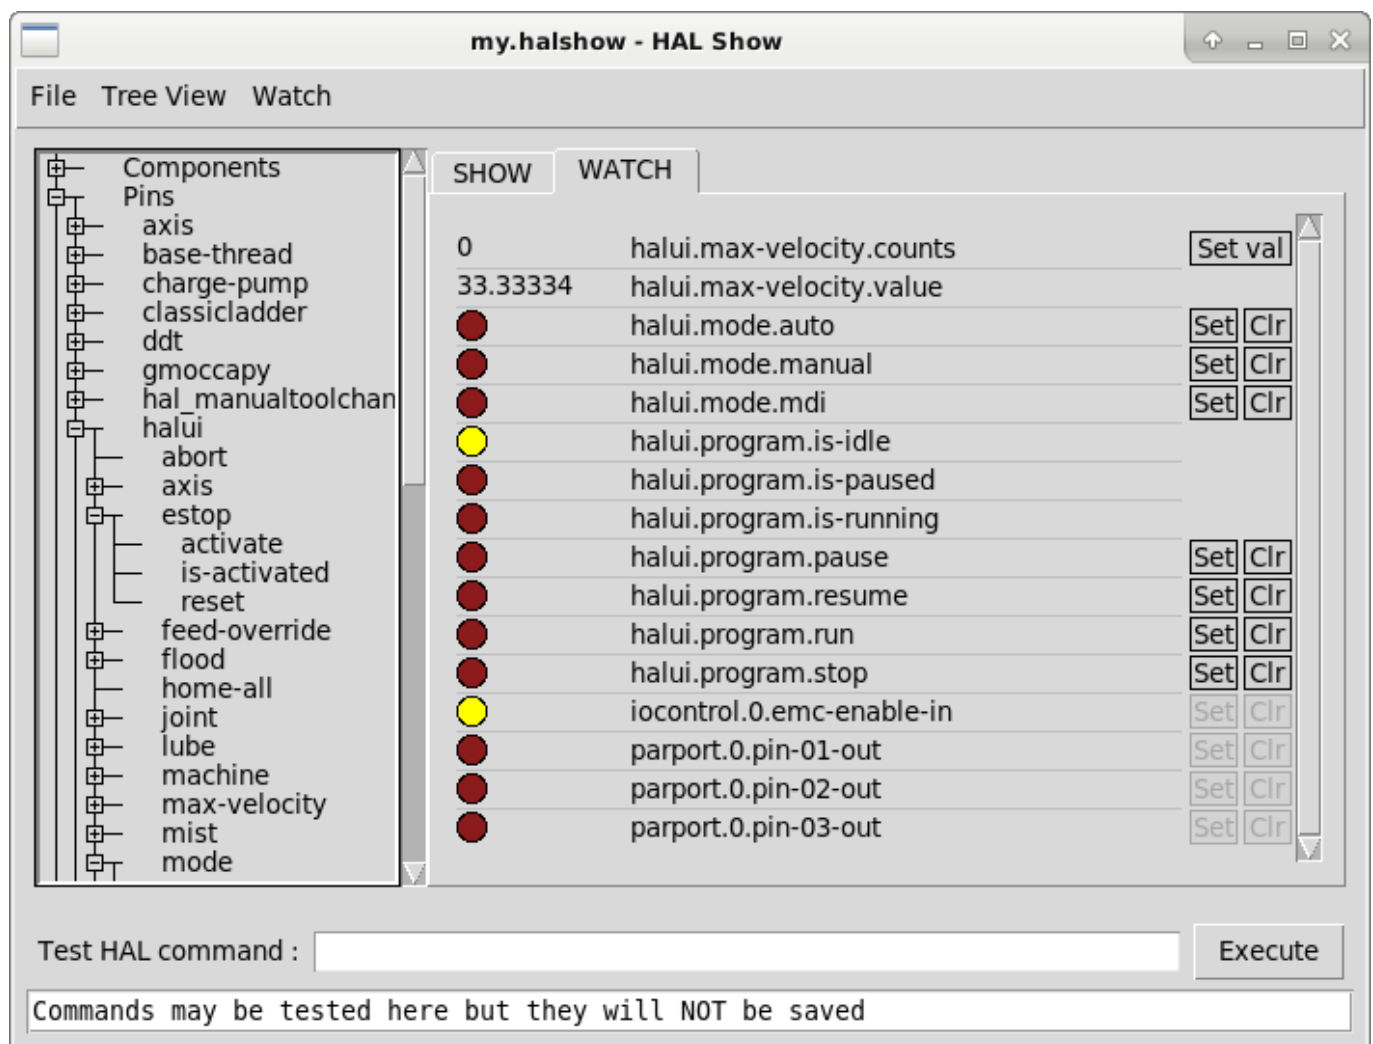 my.halshow - HAL Show
File Tree View Watch
Components
Pins
axis
base-thread
charge-pump
classicladder
ddt
gmoccapy
hal_manualtoolchan
halui
abort
axis
estop
activate
is-activated
reset
feed-override
flood
home-all
joint
lube
machine
max-velocity
mist
mode
SHOW WATCH
0 halui.max-velocity.counts Set val
33.33334 halui.max-velocity.value
halui.mode.auto Set Clr
halui.mode.manual Set Clr
halui.mode.mdi Set Clr
halui.program.is-idle
halui.program.is-paused
halui.program.is-running
halui.program.pause Set Clr
halui.program.resume Set Clr
halui.program.run Set Clr
halui.program.stop Set Clr
iocontrol.0.emc-enable-in Set Clr
parport.0.pin-01-out Set Clr
parport.0.pin-02-out Set Clr
parport.0.pin-03-out Set Clr
Test HAL command : Execute
Commands may be tested here but they will NOT be saved